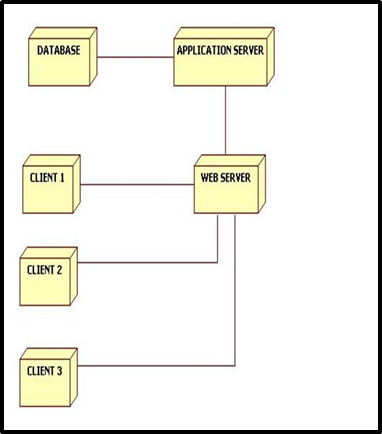 DATABASE
APPLICATION SERVER
CLIENT 1
WEB SERVER
CLIENT 2
CLIENT 3